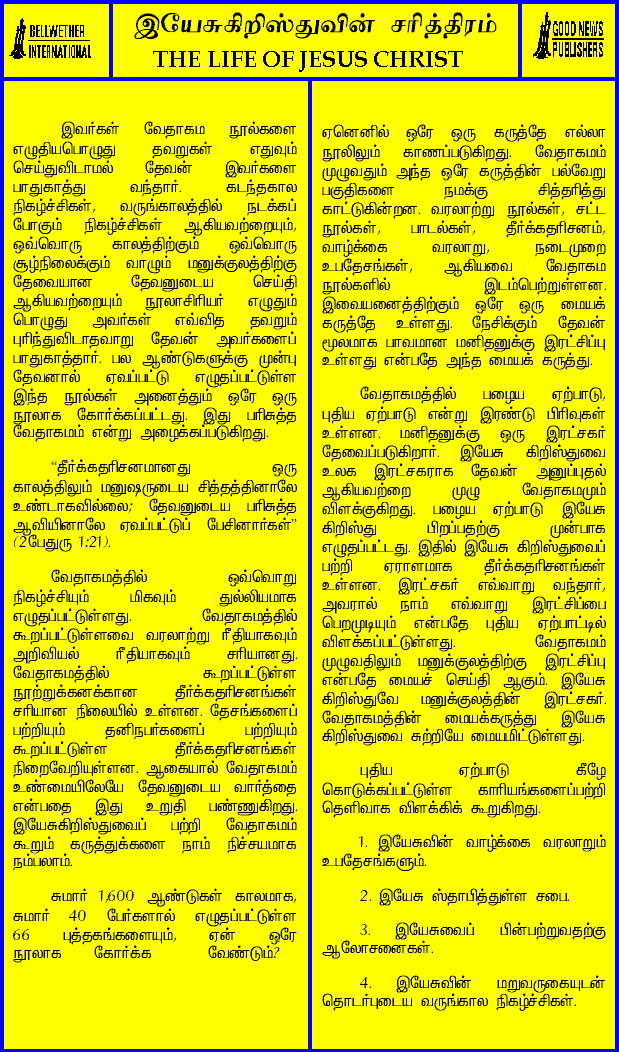 BELLWETHER
INTERNATIONAL
இயேசுகிறிஸ்துவின் சரித்திரம்
THE LIFE OF JESUS CHRIST
GOOD NEWS
PUBLISHERS
இவர்கள் வேதாகம நூல்களை
எழுதியபொழுது தவறுகள் எதுவும்
செய்துவிடாமல் தேவன் இவர்களை
பாதுகாத்து வந்தார். கடந்தகால
நிகழ்ச்சிகள், வருங்காலத்தில் நடக்கப்
போகும் நிகழ்ச்சிகள் ஆகியவற்றையும்,
ஒவ்வொரு காலத்திற்கும் ஒவ்வொரு
சூழ்நிலைக்கும் வாழும் மனுக்குலத்திற்கு
தேவையான தேவனுடைய செய்தி
ஆகியவற்றையும் நூலாசிரியர் எழுதும்
பொழுது அவர்கள் எவ்வித தவறும்
புரிந்துவிடாதவாறு தேவன் அவர்களைப்
பாதுகாத்தார். பல ஆண்டுகளுக்கு முன்பு
தேவனால் ஏவப்பட்டு எழுதப்பட்டுள்ள
இந்த நூல்கள் அனைத்தும் ஒரே ஒரு
நூலாக கோர்க்கப்பட்டது. இது பரிசுத்த
வேதாகமம் என்று அழைக்கப்படுகிறது.
“தீர்க்கதரிசனமானது ஒரு
காலத்திலும் மனுஷருடைய சித்தத்தினாலே
உண்டாகவில்லை; தேவனுடைய பரிசுத்த
ஆவியினாலே ஏவப்பட்டுப் பேசினார்கள்”
(2பேதுரு 1:21).
வேதாகமத்தில் ஒவ்வொறு
நிகழ்ச்சியும் மிகவும் துல்லியமாக
எழுதப்பட்டுள்ளது. வேதாகமத்தில்
கூறப்பட்டுள்ளவை வரலாற்று ரீதியாகவும்
அறிவியல் ரீதியாகவும் சரியானது.
வேதாகமத்தில் கூறப்பட்டுள்ள
நூற்றுக்கனக்கான தீர்க்கதரிசனங்கள்
சரியான நிலையில் உள்ளன. தேசங்களைப்
பற்றியும் தனிநபர்களைப் பற்றியும்
கூறப்பட்டுள்ள தீர்க்கதரிசனங்கள்
நிறைவேறியுள்ளன. ஆகையால் வேதாகமம்
உண்மையிலேயே தேவனுடைய வார்த்தை
என்பதை இது உறுதி பண்ணுகிறது.
இயேசுகிறிஸ்துவைப் பற்றி வேதாகமம்
கூறும் கருத்துக்களை நாம் நிச்சயமாக
நம்பலாம்.
சுமார் 1,600 ஆண்டுகள் காலமாக,
சுமார் 40 பேர்களால் எழுதப்பட்டுள்ள
66 புத்தகங்களையும், ஏன் ஒரே
நூலாக கோர்க்க வேண்டும்?
ஏனெனில் ஒரே ஒரு கருத்தே எல்லா
நூலிலும் காணப்படுகிறது. வேதாகமம்
முழுவதும் அந்த ஒரே கருத்தின் பல்வேறு
பகுதிகளை நமக்கு சித்தரித்து
காட்டுகின்றன. வரலாற்று நூல்கள், சட்ட
நூல்கள், பாடல்கள், தீர்க்கதரிசனம்,
வாழ்க்கை வரலாறு, நடைமுறை
உபதேசங்கள், ஆகியவை வேதாகம
நூல்களில் இடம்பெற்றுள்ளன.
இவையனைத்திற்கும் ஒரே ஒரு மையக்
கருத்தே உள்ளது. நேசிக்கும் தேவன்
மூலமாக பாவமான மனிதனுக்கு இரட்சிப்பு
உள்ளது என்பதே அந்த மையக் கருத்து.
வேதாகமத்தில் பழைய ஏற்பாடு,
புதிய ஏற்பாடு என்று இரண்டு பிரிவுகள்
உள்ளன. மனிதனுக்கு ஒரு இரட்சகர்
தேவைப்படுகிறார். இயேசு கிறிஸ்துவை
உலக இரட்சகராக தேவன் அனுப்புதல்
ஆகியவற்றை முழு வேதாகமமும்
விளக்குகிறது. பழைய ஏற்பாடு இயேசு
கிறிஸ்து பிறப்பதற்கு முன்பாக
எழுதப்பட்டது. இதில் இயேசு கிறிஸ்துவைப்
பற்றி ஏராளமாக தீர்க்கதரிசனங்கள்
உள்ளன. இரட்சகர் எவ்வாறு வந்தார்,
அவரால் நாம் எவ்வாறு இரட்சிப்பை
பெறமுடியும் என்பதே புதிய ஏற்பாட்டில்
விளக்கப்பட்டுள்ளது. வேதாகமம்
முழுவதிலும் மனுக்குலத்திற்கு இரட்சிப்பு
என்பதே மையச் செய்தி ஆகும். இயேசு
கிறிஸ்துவே மனுக்குலத்தின் இரட்சகர்.
வேதாகமத்தின் மையக்கருத்து இயேசு
கிறிஸ்துவை சுற்றியே மையமிட்டுள்ளது.
புதிய ஏற்பாடு கீழே
கொடுக்கப்பட்டுள்ள காரியங்களைப்பற்றி
தெளிவாக விளக்கிக் கூறுகிறது.
1. இயேசுவின் வாழ்க்கை வரலாறும்
உபதேசங்களும்.
2. இயேசு ஸ்தாபித்துள்ள சபை.
3. இயேசுவைப் பின்பற்றுவதற்கு
ஆலோசனைகள்.
4. இயேசுவின் மறுவருகையுடன்
தொடர்புடைய வருங்கால நிகழ்ச்சிகள்.